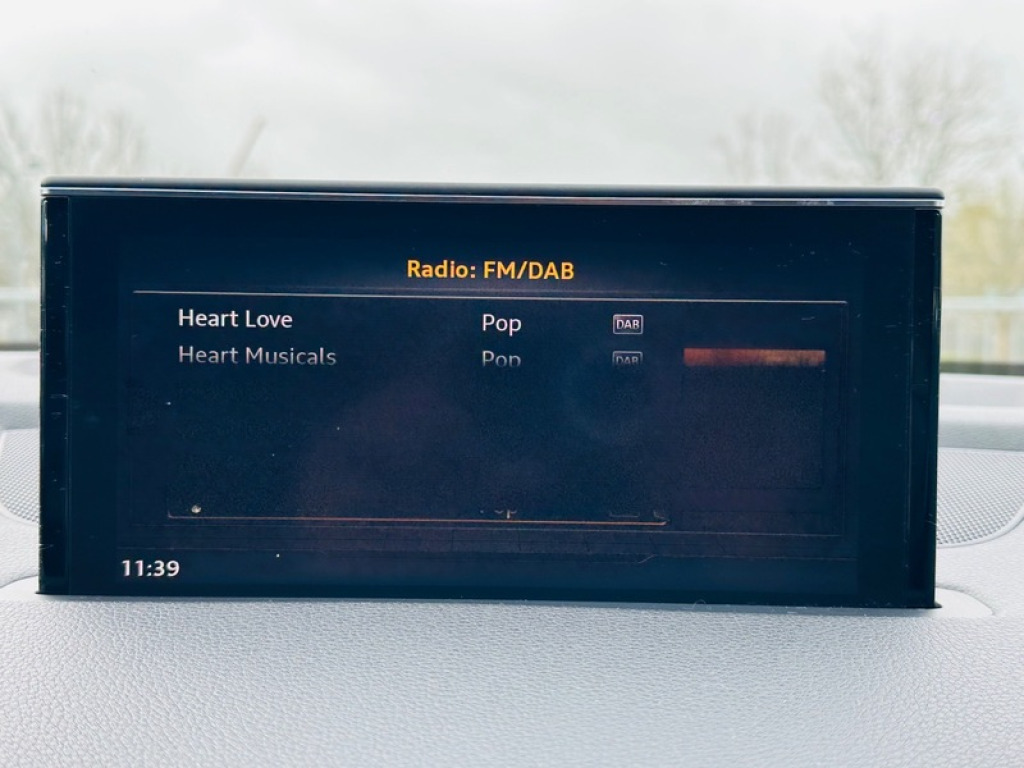 Radio: FM/DAB
Heart Love Pop DAB
Heart Musicals Pop DAB
11:39